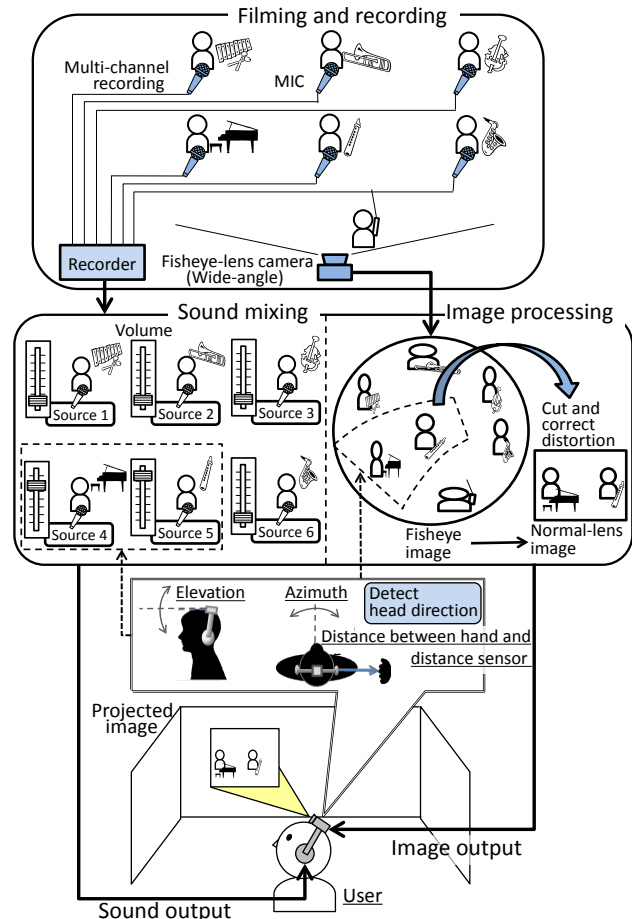 Filming and recording
Multi-channel
recording
MIC
Recorder
Fisheye-lens camera
(Wide-angle)
Sound mixing
Image processing
Volume
Source 1
Source 2
Source 3
Source 4
Source 5
Source 6
Cut and
correct
distortion
Fisheye
image
Normal-lens
image
Elevation
Azimuth
Detect
head direction
Distance between hand and
distance sensor
Projected
image
Image output
User
Sound output